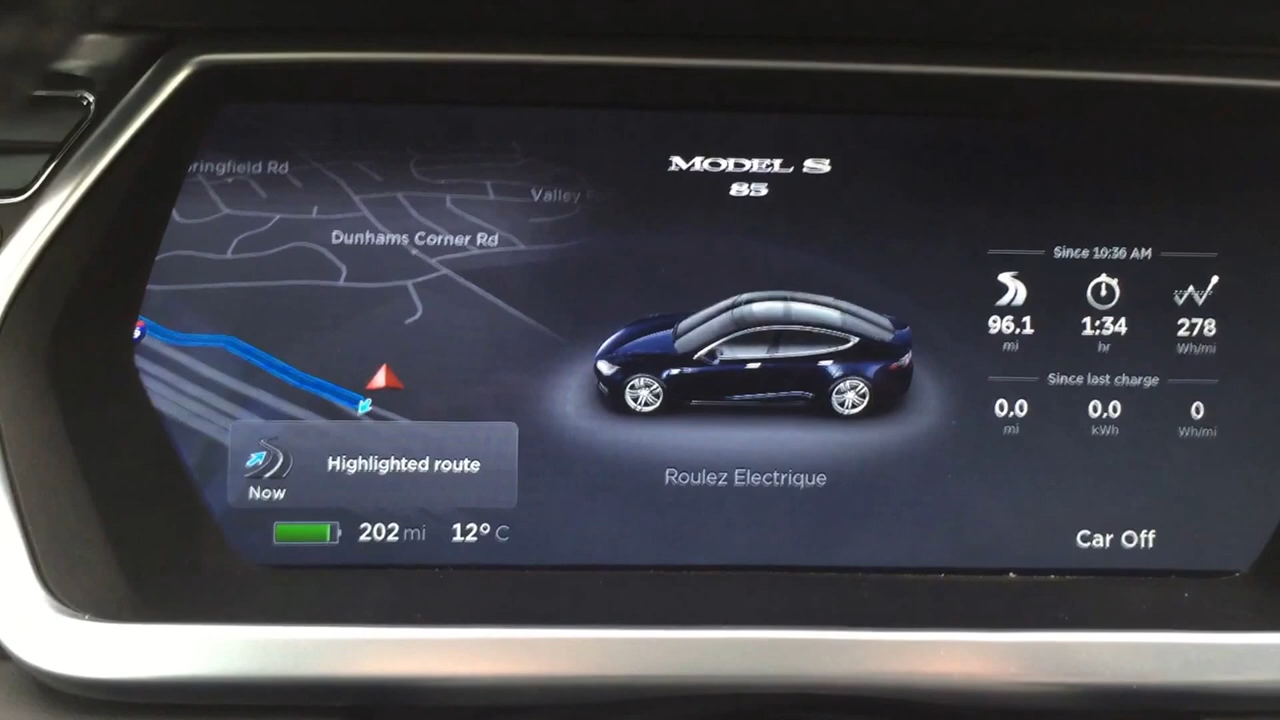 Springfield Rd
Valley
Dunhams Corner Rd
Highlighted route
Now
202 mi 12° C
MODEL S
85
Roulez Electrique
Since 10:36 AM
96.1 1:34 278
mi hr Wh/mi
Since last charge
0.0 0.0 0
mi kWh Wh/mi
Car Off